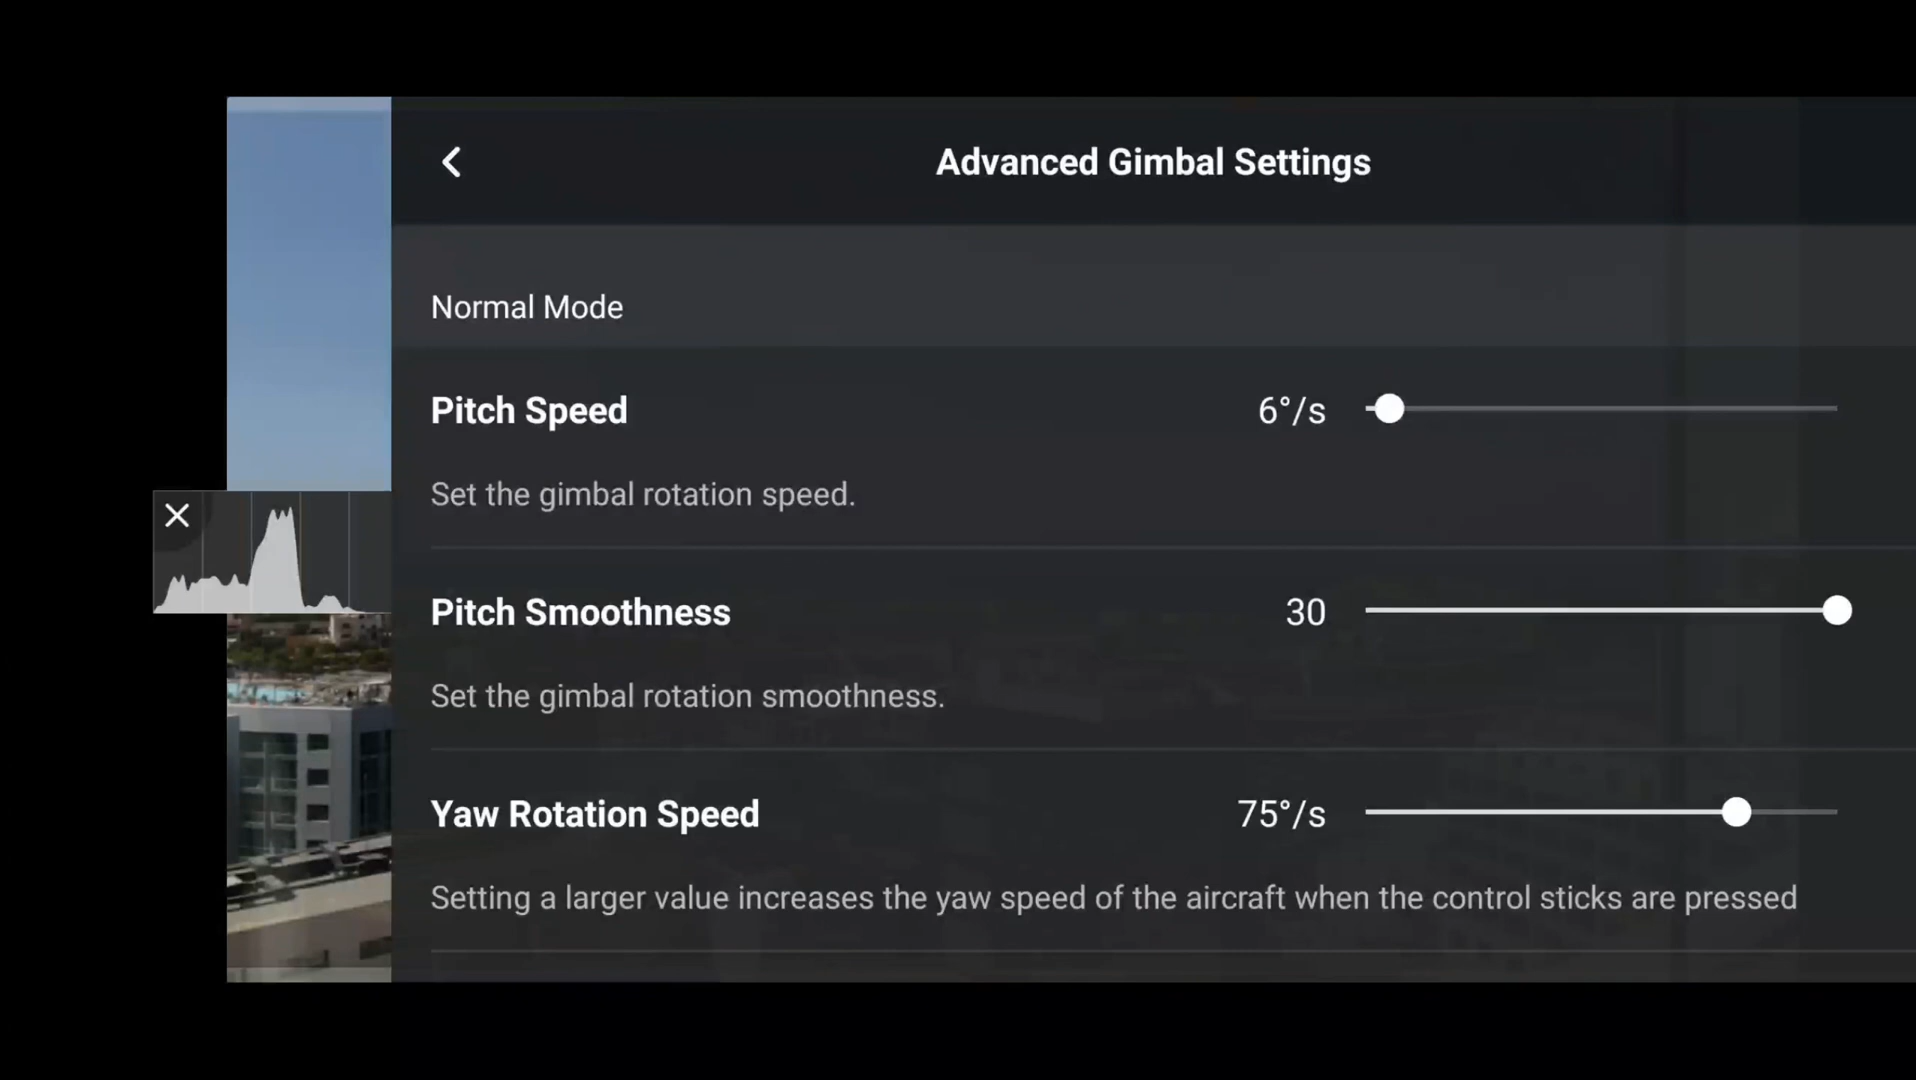 Advanced Gimbal Settings
Normal Mode
Pitch Speed 6°/s
Set the gimbal rotation speed.
Pitch Smoothness 30
Set the gimbal rotation smoothness.
Yaw Rotation Speed 75°/s
Setting a larger value increases the yaw speed of the aircraft when the control sticks are pressed